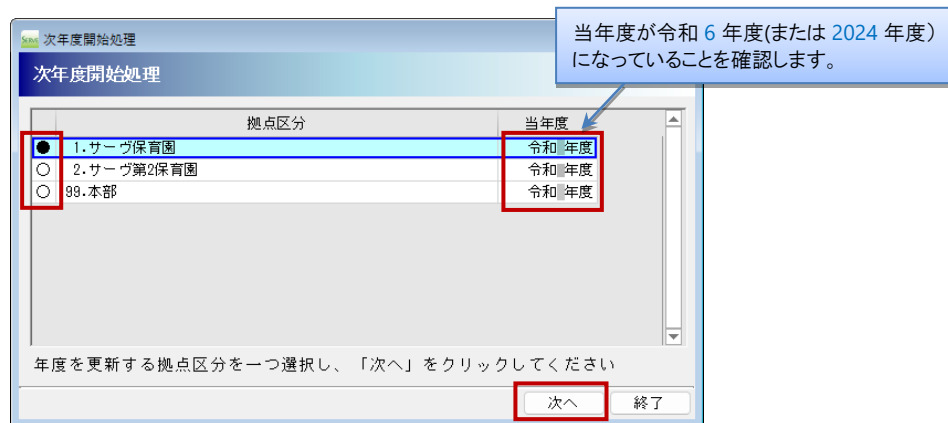 当年度が令和 6 年度(または 2024 年度)
になっていることを確認します。
Serve 次年度開始処理
次年度開始処理
拠点区分 当年度
1.サーヴ保育園 令和 年度
2.サーヴ第2保育園 令和 年度
99.本部 令和 年度
年度を更新する拠点区分を一つ選択し、「次へ」をクリックしてください
次へ 終了